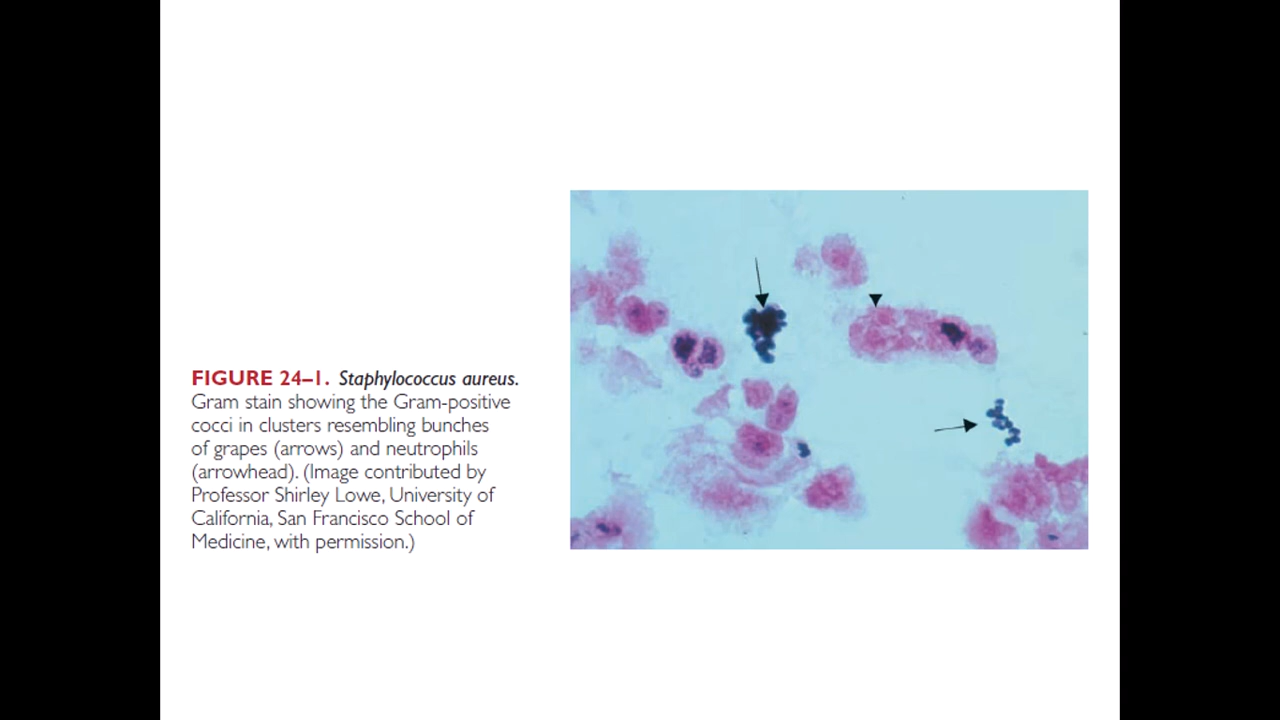 FIGURE 24–1. Staphylococcus aureus.
Gram stain showing the Gram-positive
cocci in clusters resembling bunches
of grapes (arrows) and neutrophils
(arrowhead). (Image contributed by
Professor Shirley Lowe, University of
California, San Francisco School of
Medicine, with permission.)